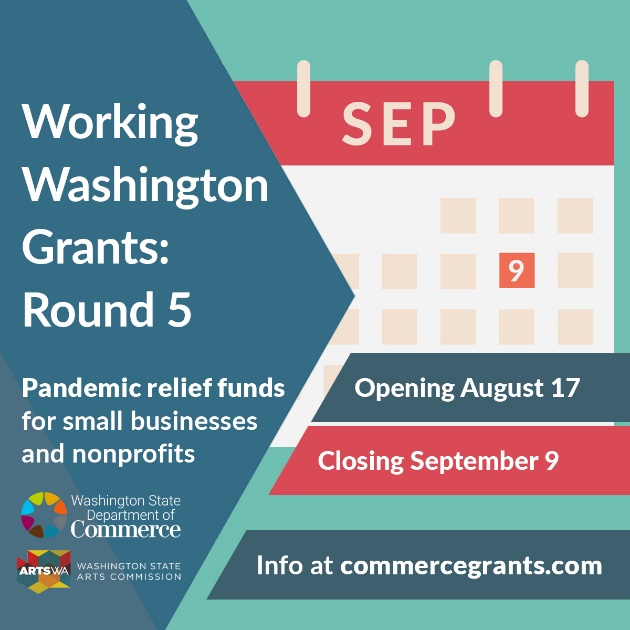 Working
Washington
Grants:
Round 5
Pandemic relief funds
for small businesses
and nonprofits
Washington State
Department of
Commerce
ARTSWA
WASHINGTON STATE
ARTS COMMISSION
SEP
9
Opening August 17
Closing September 9
Info at commercegrants.com